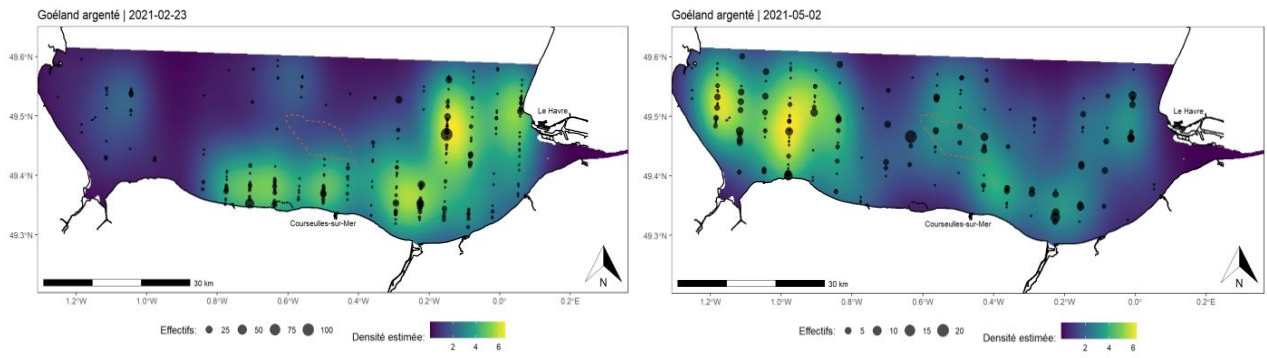 Goéland argenté | 2021-02-23
49.6°N
49.5°N
49.4°N
49.3°N
Le Havre
Courseulles-sur-Mer
30 km
N
1.2°W 1.0°W 0.8°W 0.6°W 0.4°W 0.2°W 0.0° 0.2°E
Effectifs: 25 50 75 100
Densité estimée: 2 4 6
Goéland argenté | 2021-05-02
49.6°N
49.5°N
49.4°N
49.3°N
Le Havre
Courseulles-sur-Mer
30 km
N
1.2°W 1.0°W 0.8°W 0.6°W 0.4°W 0.2°W 0.0° 0.2°E
Effectifs: 5 10 15 20
Densité estimée: 2 4 6